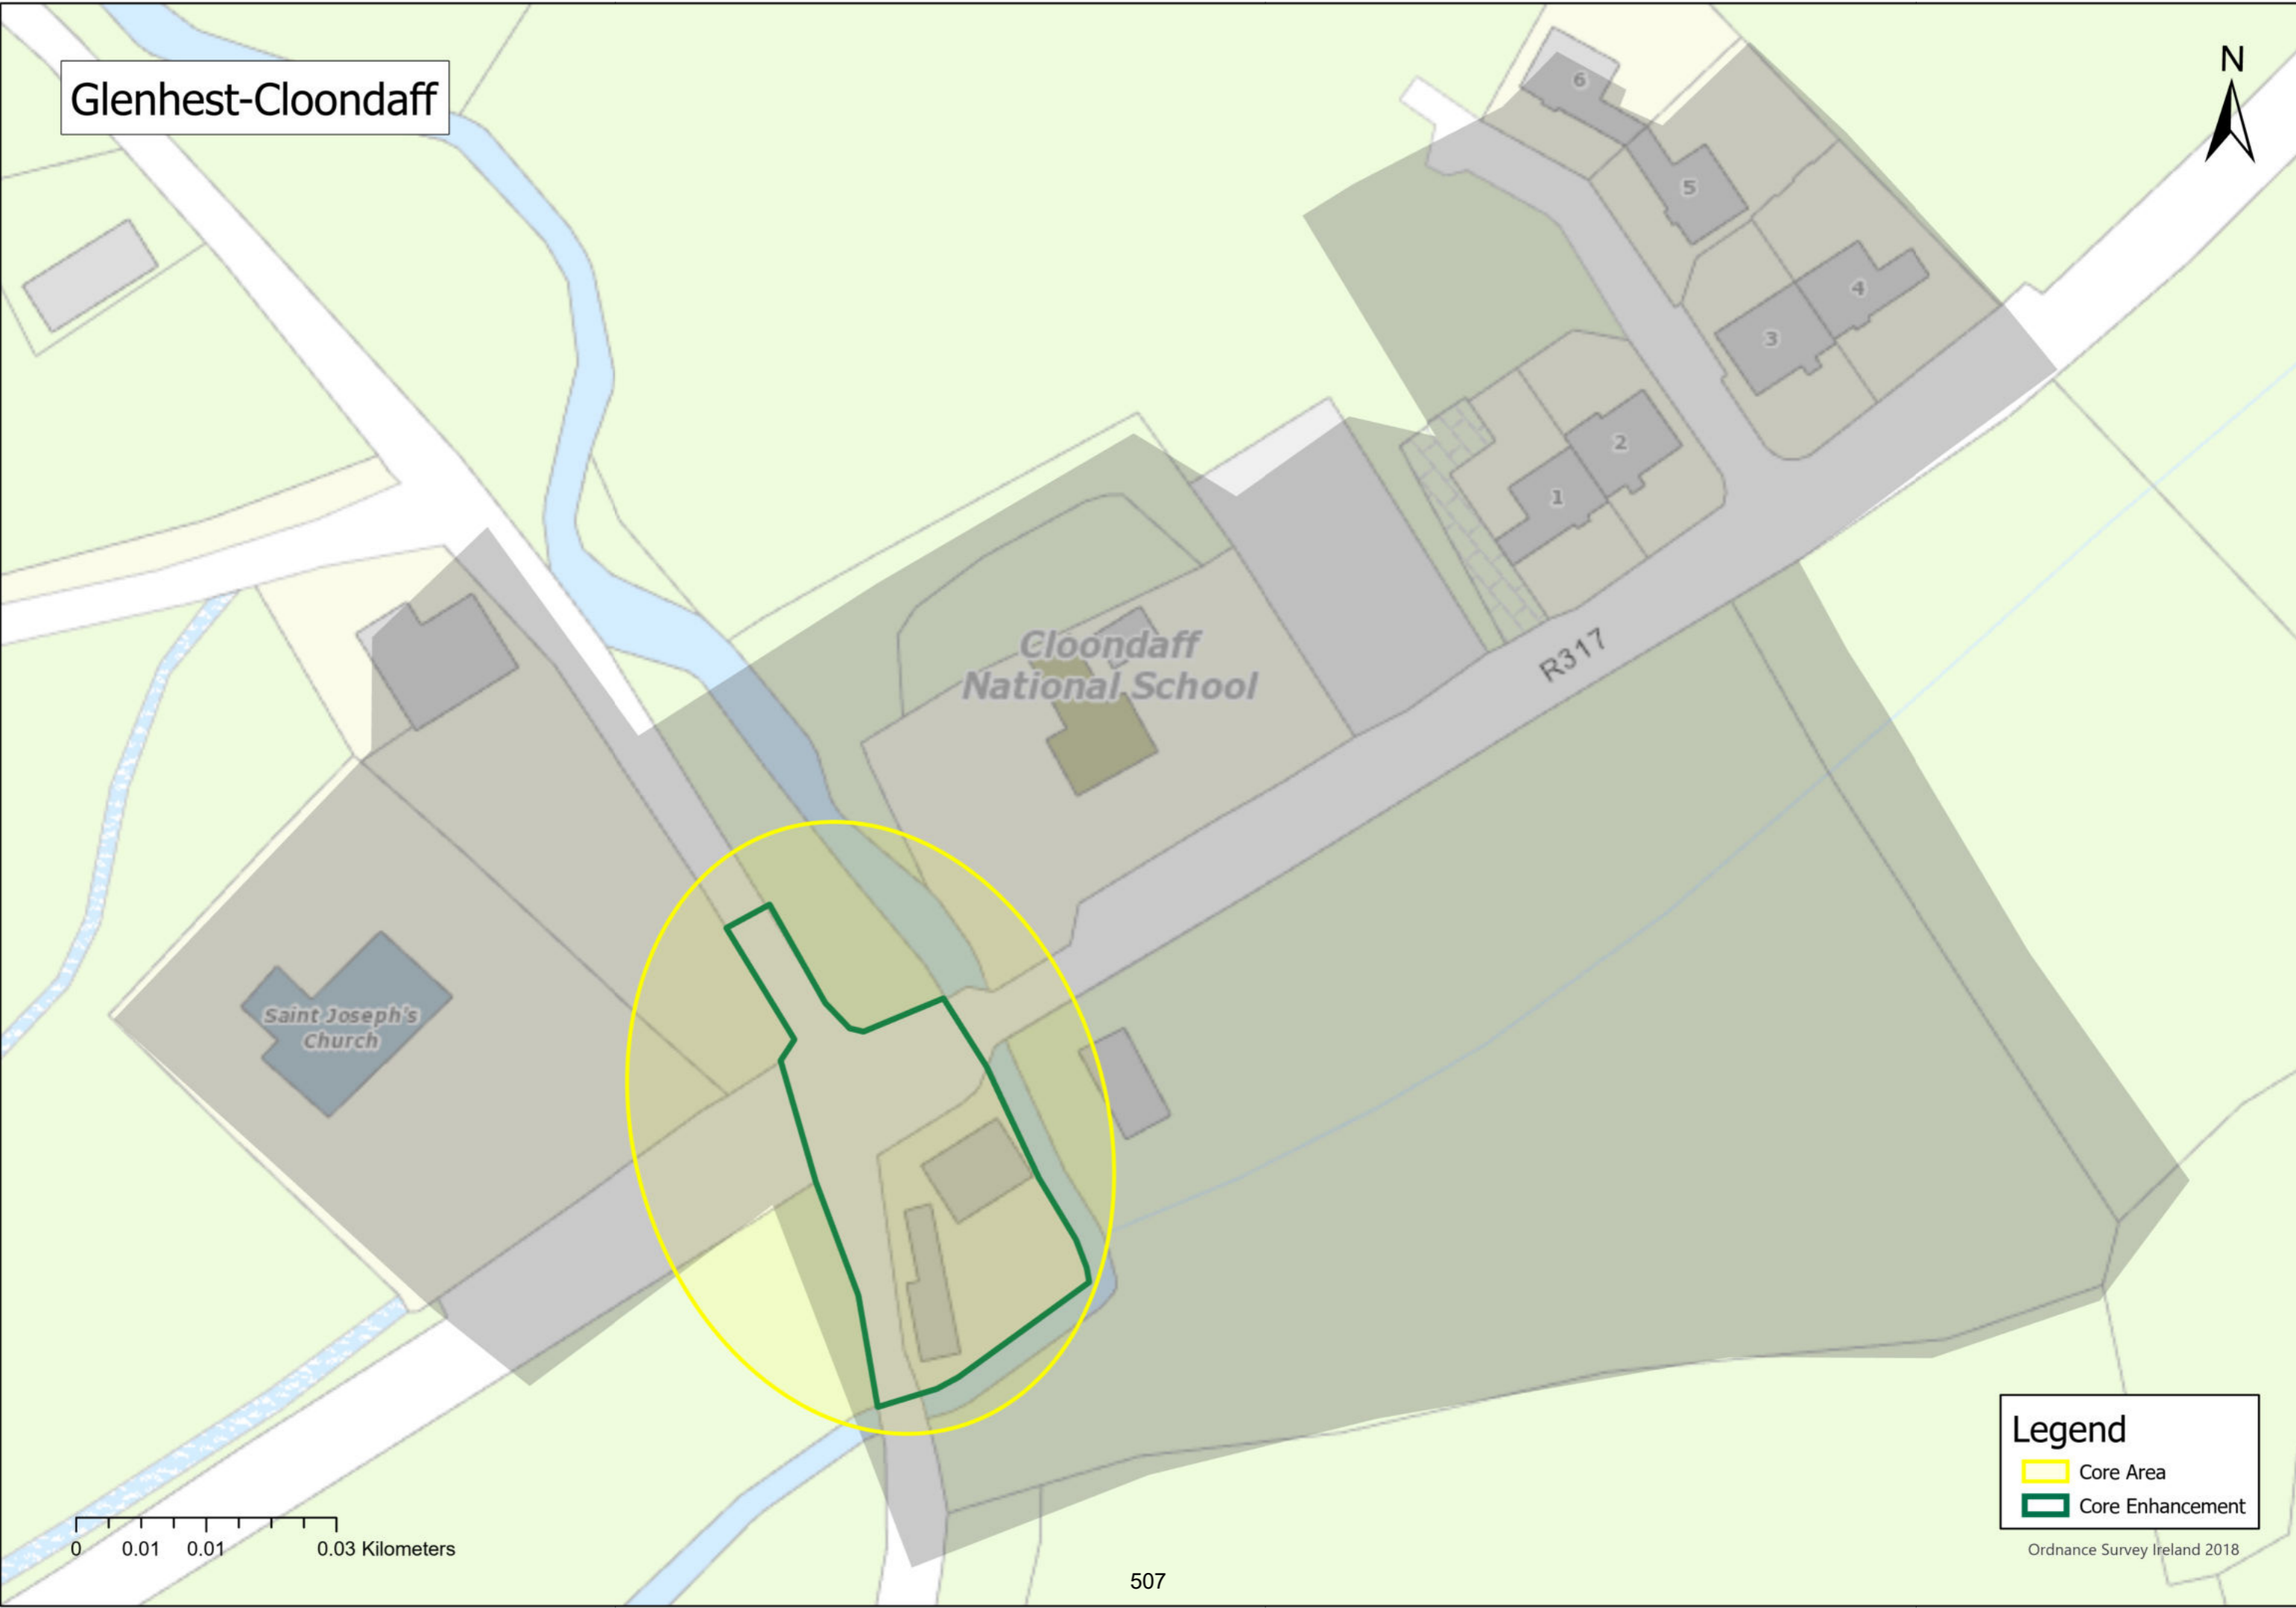 Glenhest-Cloondaff
N
6
5
4
3
2
1
Cloondaff
National School
R317
Saint Joseph's
Church
Legend
Core Area
Core Enhancement
0 0.01 0.01 0.03 Kilometers
Ordnance Survey Ireland 2018
507